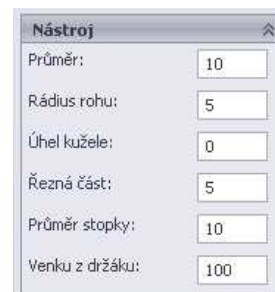 Nástroj
Průměr: 10
Rádius rohu: 5
Úhel kužele: 0
Řezná část: 5
Průměr stopky: 10
Venku z držáku: 100